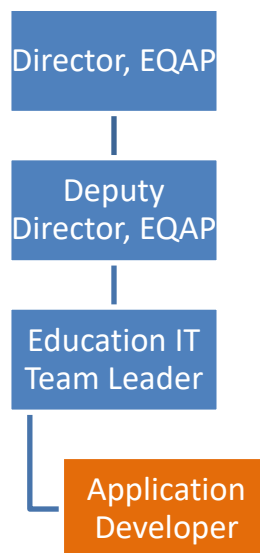 Director, EQAP
Deputy
Director, EQAP
Education IT
Team Leader
Application
Developer